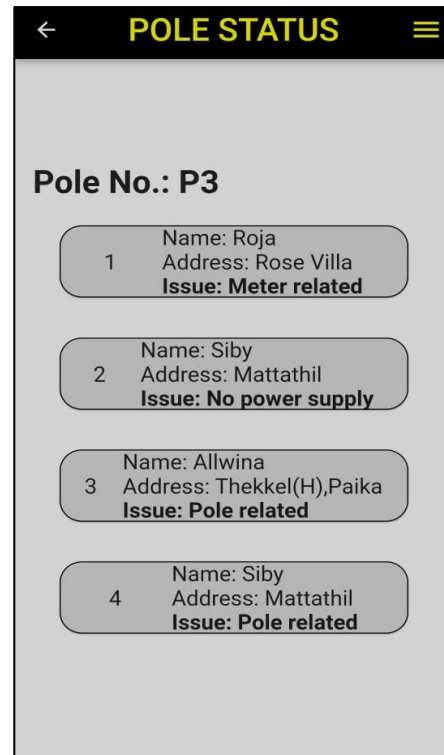 POLE STATUS
Pole No.: P3
1
Name: Roja
Address: Rose Villa
Issue: Meter related
2
Name: Siby
Address: Mattathil
Issue: No power supply
3
Name: Allwina
Address: Thekkel(H),Paika
Issue: Pole related
4
Name: Siby
Address: Mattathil
Issue: Pole related